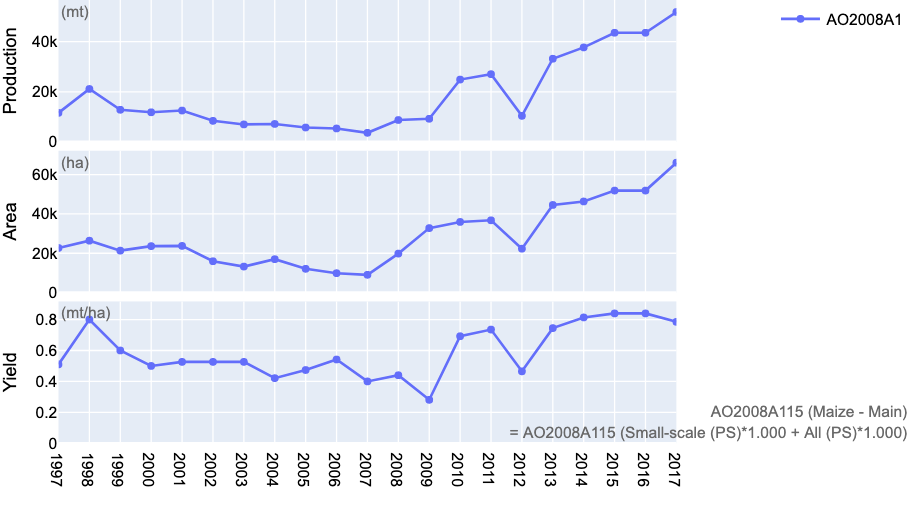 (mt)
AO2008A1
Production
40k
20k
0
(ha)
Area
60k
40k
20k
0
(mt/ha)
Yield
0.8
0.6
0.4
0.2
0
AO2008A115 (Maize - Main)
= AO2008A115 (Small-scale (PS)*1.000 + All (PS)*1.000)
1997
1998
1999
2000
2001
2002
2003
2004
2005
2006
2007
2008
2009
2010
2011
2012
2013
2014
2015
2016
2017